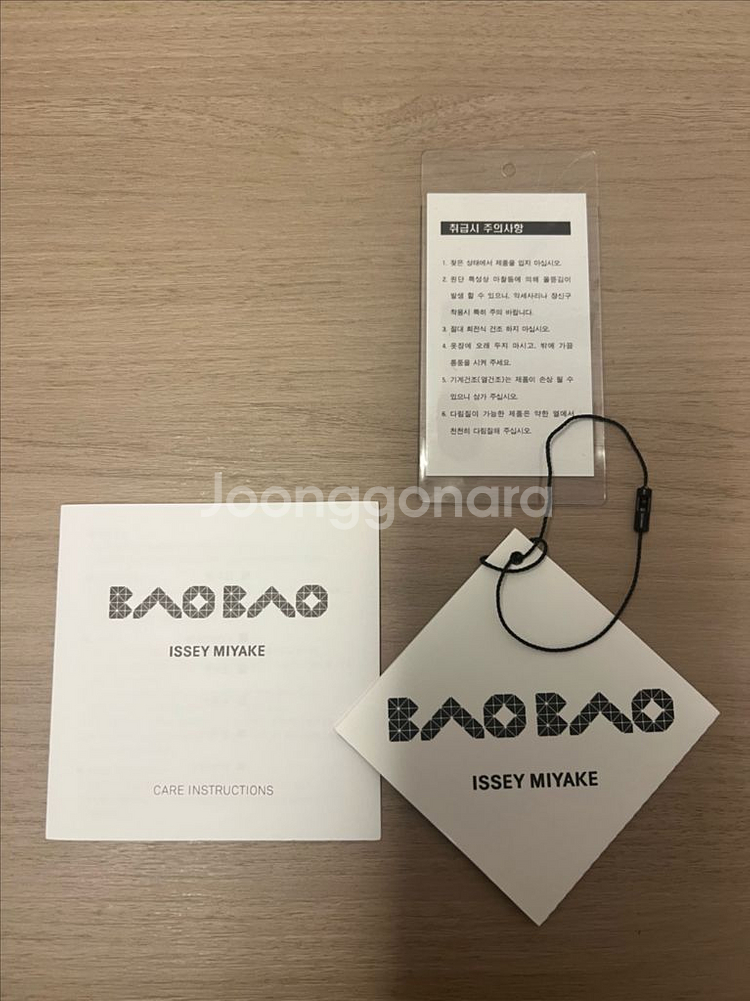 취급시 주의사항
1. 젖은 상태에서 제품을 입지 마십시오.
2. 원단 특성상 마찰등에 의해 올뜯김이
발생 할 수 있으니, 악세사리나 장신구
착용시 특히 주의 바랍니다.
3. 절대 회전식 건조 하지 마십시오.
4. 옷장에 오래 두지 마시고, 밖에 가끔
통풍을 시켜 주세요.
5. 기계건조(열건조)는 제품이 손상 될 수
있으니 삼가 주십시오.
6. 다림질이 가능한 제품은 약한 열에서
천천히 다림질해 주십시오.
Joonggonara
BAO BAO
ISSEY MIYAKE
CARE INSTRUCTIONS
BAO BAO
ISSEY MIYAKE